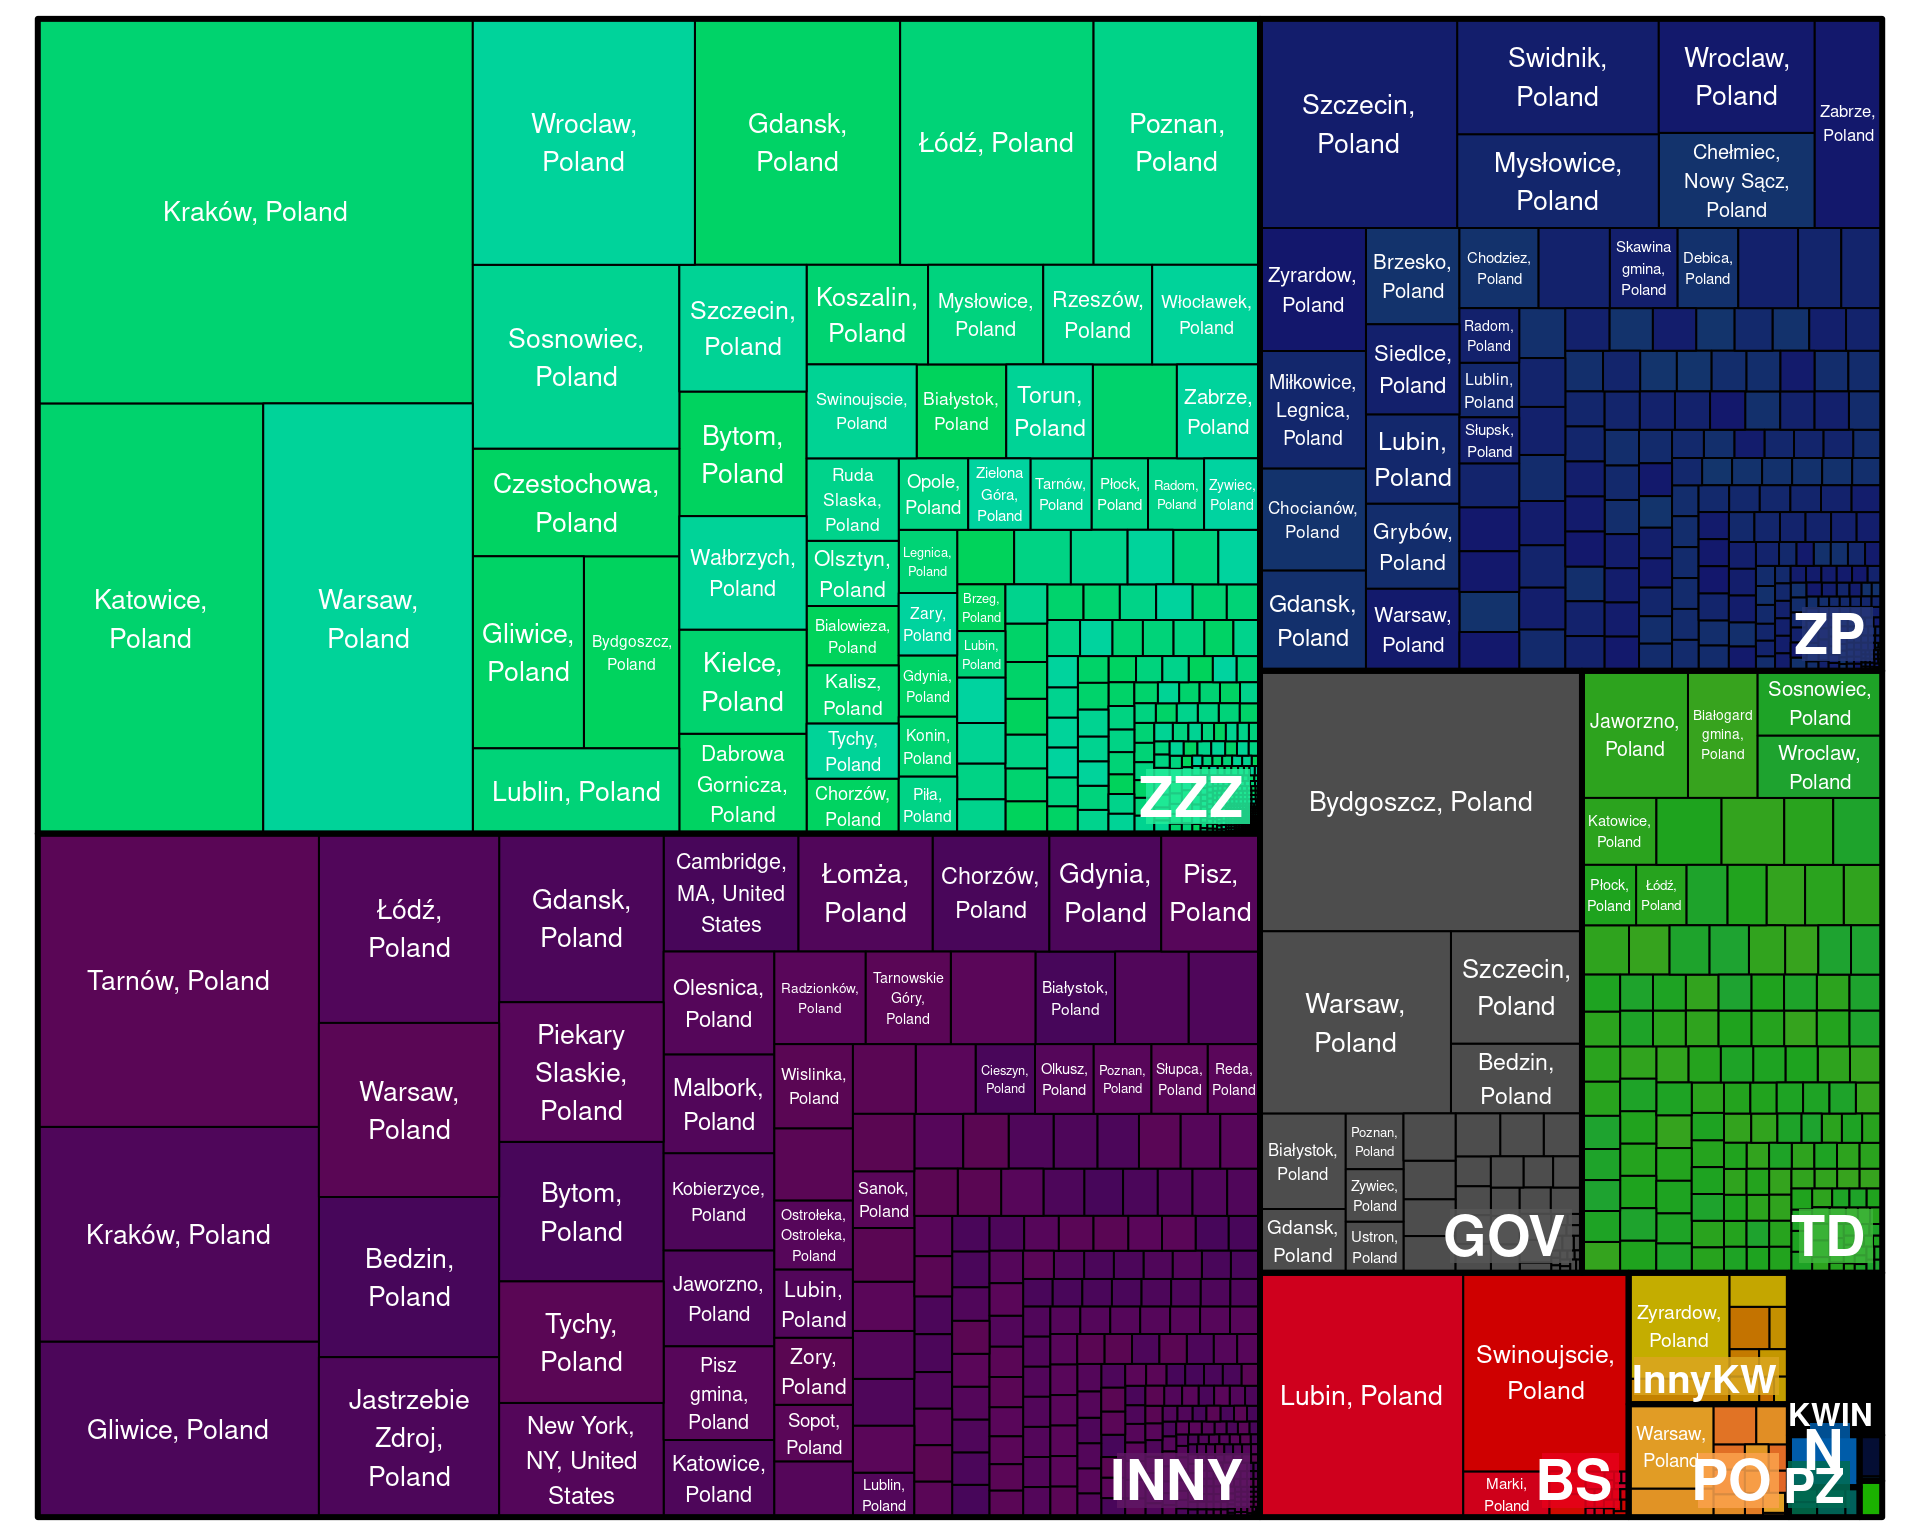 Kraków, Poland
Katowice,
Poland
Warsaw,
Poland
Wroclaw,
Poland
Gdansk,
Poland
Łódź, Poland
Poznan,
Poland
Sosnowiec,
Poland
Czestochowa,
Poland
Gliwice,
Poland
Bydgoszcz,
Poland
Lublin, Poland
Szczecin,
Poland
Bytom,
Poland
Wałbrzych,
Poland
Kielce,
Poland
Dabrowa
Gornicza,
Poland
Koszalin,
Poland
Mysłowice,
Poland
Rzeszów,
Poland
Włocławek,
Poland
Swinoujscie,
Poland
Białystok,
Poland
Torun,
Poland
Zabrze,
Poland
Ruda
Slaska,
Poland
Olsztyn,
Poland
Bialowieza,
Poland
Kalisz,
Poland
Tychy,
Poland
Chorzów,
Poland
Opole,
Poland
Zielona
Góra,
Poland
Tarnów,
Poland
Płock,
Poland
Radom,
Poland
Zywiec,
Poland
Legnica,
Poland
Zary,
Poland
Gdynia,
Poland
Konin,
Poland
Piła,
Poland
Brzeg,
Poland
Lubin,
Poland
ZZZ
Szczecin,
Poland
Swidnik,
Poland
Mysłowice,
Poland
Wroclaw,
Poland
Chełmiec,
Nowy Sącz,
Poland
Zabrze,
Poland
Zyrardow,
Poland
Miłkowice,
Legnica,
Poland
Chocianów,
Poland
Gdansk,
Poland
Brzesko,
Poland
Siedlce,
Poland
Lubin,
Poland
Grybów,
Poland
Warsaw,
Poland
Chodziez,
Poland
Skawina
gmina,
Poland
Debica,
Poland
Radom,
Poland
Lublin,
Poland
Słupsk,
Poland
ZP
Tarnów, Poland
Kraków, Poland
Gliwice, Poland
Łódź,
Poland
Warsaw,
Poland
Bedzin,
Poland
Jastrzebie
Zdroj,
Poland
Gdansk,
Poland
Piekary
Slaskie,
Poland
Bytom,
Poland
Tychy,
Poland
New York,
NY, United
States
Cambridge,
MA, United
States
Łomża,
Poland
Chorzów,
Poland
Gdynia,
Poland
Pisz,
Poland
Olesnica,
Poland
Malbork,
Poland
Kobierzyce,
Poland
Jaworzno,
Poland
Pisz
gmina,
Poland
Katowice,
Poland
Radzionków,
Poland
Tarnowskie
Góry,
Poland
Białystok,
Poland
Wislinka,
Poland
Cieszyn,
Poland
Olkusz,
Poland
Poznan,
Poland
Słupca,
Poland
Reda,
Poland
Ostrołeka,
Ostroleka,
Poland
Lubin,
Poland
Zory,
Poland
Sopot,
Poland
Sanok,
Poland
Lublin,
Poland
INNY
Bydgoszcz, Poland
Warsaw,
Poland
Szczecin,
Poland
Bedzin,
Poland
Białystok,
Poland
Gdansk,
Poland
Poznan,
Poland
Zywiec,
Poland
Ustron,
Poland
GOV
Jaworzno,
Poland
Białogard
gmina,
Poland
Sosnowiec,
Poland
Wroclaw,
Poland
Katowice,
Poland
Płock,
Poland
Łódź,
Poland
TD
Lubin, Poland
Swinoujscie,
Poland
Marki,
Poland
BS
Zyrardow,
Poland
InnyKW
Warsaw,
Poland
PO
KWIN
N
PZ